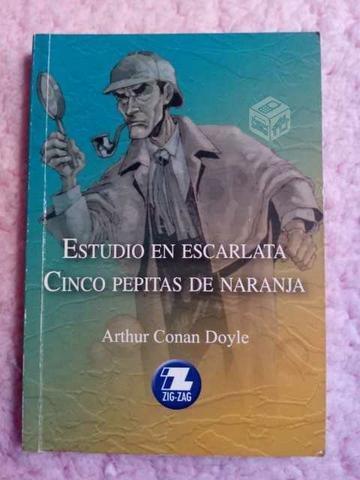 ESTUDIO EN ESCARLATA
CINCO PEPITAS DE NARANJA
Arthur Conan Doyle
ZIG-ZAG